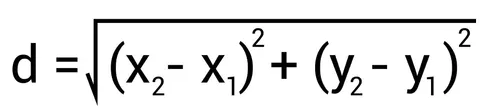 d = √(x₂ - x₁)² + (y₂ - y₁)²